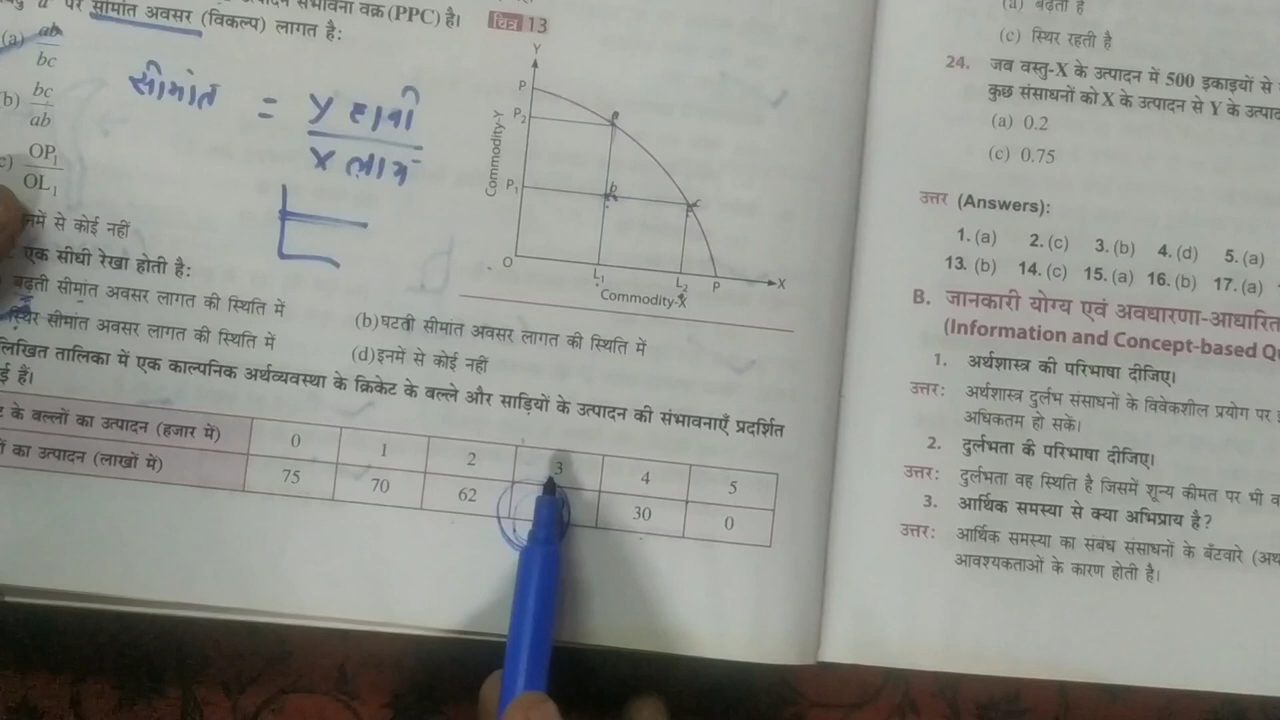 पर सीमांत अवसर (विकल्प) लागत है:
संभावना वक्र (PPC) है।
(a) ab/bc
(b) bc/ab
OP₁/OL₁
में से कोई नहीं
एक सीधी रेखा होती है:
बढ़ती सीमांत अवसर लागत की स्थिति में
(b) घटती सीमांत अवसर लागत की स्थिति में
स्थिर सीमांत अवसर लागत की स्थिति में
(d) इनमें से कोई नहीं
लिखित तालिका में एक काल्पनिक अर्थव्यवस्था के क्रिकेट के बल्ले और साड़ियों के उत्पादन की संभावनाएँ प्रदर्शित
हैं।
के बल्लों का उत्पादन (हजार में) 0 1 2 3 4 5
का उत्पादन (लाखों में) 75 70 62 30 0
सीमांत = Y हानी
X लाभ
चित्र 13
Y
P
P₂
P₁
Commodity-Y
b
c
O
L₁
L₂
P
X
Commodity-X
(c) स्थिर रहती है
24. जब वस्तु-X के उत्पादन में 500 इकाइयों से
कुछ संसाधनों को X के उत्पादन से Y के
(a) 0.2
(c) 0.75
उत्तर (Answers):
1. (a) 2. (c) 3. (b) 4. (d) 5. (a)
13. (b) 14. (c) 15. (a) 16. (b) 17. (a)
B. जानकारी योग्य एवं अवधारणा-आधारित
(Information and Concept-based
1. अर्थशास्त्र की परिभाषा दीजिए।
उत्तर: अर्थशास्त्र दुर्लभ संसाधनों के विवेकशील प्रयोग पर
अधिकतम हो सकें।
2. दुर्लभता की परिभाषा दीजिए।
उत्तर: दुर्लभता वह स्थिति है जिसमें शून्य कीमत पर भी
3. आर्थिक समस्या से क्या अभिप्राय है?
उत्तर: आर्थिक समस्या का संबंध संसाधनों के बँटवारे
आवश्यकताओं के कारण होती है।